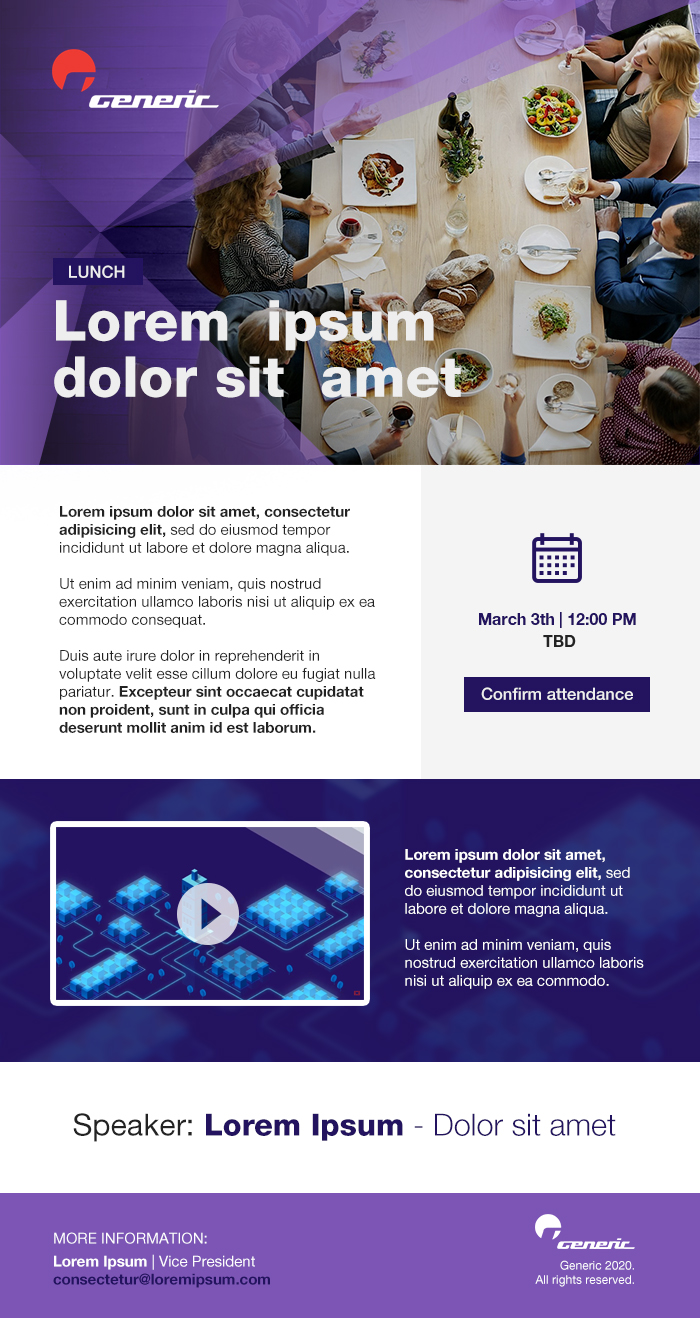 Generic
LUNCH
Lorem ipsum
dolor sit amet
Lorem ipsum dolor sit amet, consectetur
adipisicing elit, sed do eiusmod tempor
incididunt ut labore et dolore magna aliqua.
Ut enim ad minim veniam, quis nostrud
exercitation ullamco laboris nisi ut aliquip ex ea
commodo consequat.
Duis aute irure dolor in reprehenderit in
voluptate velit esse cillum dolore eu fugiat nulla
pariatur. Excepteur sint occaecat cupidatat
non proident, sunt in culpa qui officia
deserunt mollit anim id est laborum.
March 3th | 12:00 PM
TBD
Confirm attendance
Lorem ipsum dolor sit amet,
consectetur adipisicing elit, sed
do eiusmod tempor incididunt ut
labore et dolore magna aliqua.
Ut enim ad minim veniam, quis
nostrud exercitation ullamco laboris
nisi ut aliquip ex ea commodo.
Speaker: Lorem Ipsum - Dolor sit amet
MORE INFORMATION:
Lorem Ipsum | Vice President
consectetur@loremipsum.com
Generic
Generic 2020.
All rights reserved.